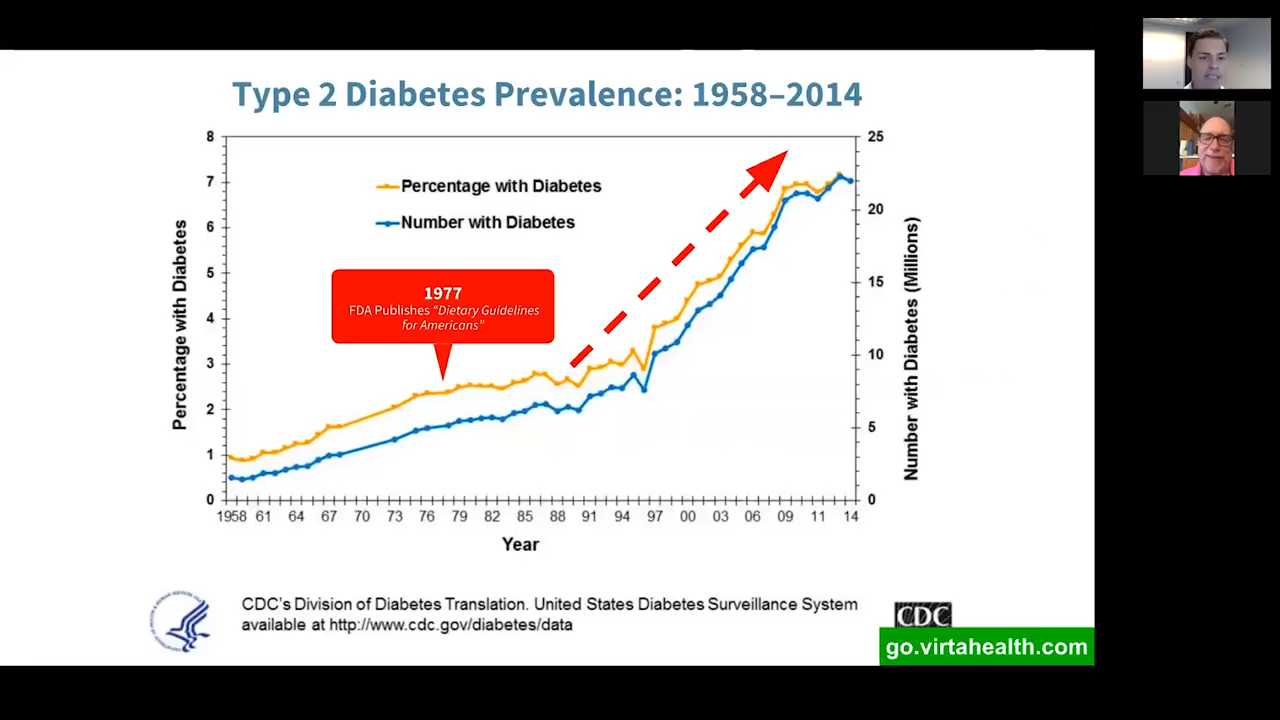 Type 2 Diabetes Prevalence: 1958–2014
8
7
6
5
4
3
2
1
0
Percentage with Diabetes
25
20
15
10
5
0
Number with Diabetes (Millions)
Percentage with Diabetes
Number with Diabetes
1977
FDA Publishes “Dietary Guidelines
for Americans”
1958 61 64 67 70 73 76 79 82 85 88 91 94 97 00 03 06 09 11 14
Year
CDC's Division of Diabetes Translation. United States Diabetes Surveillance System
available at http://www.cdc.gov/diabetes/data
CDC
go.virtahealth.com